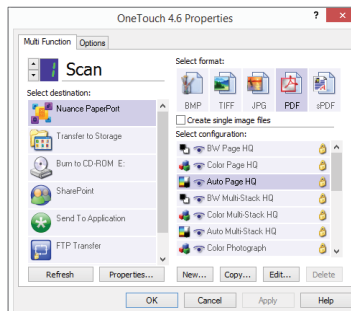 OneTouch 4.6 Properties
? ×
Multi Function
Options
1 Scan
Select destination:
Nuance PaperPort
Transfer to Storage
Burn to CD-ROM E:
SharePoint
Send To Application
FTP Transfer
Refresh
Properties...
Select format:
BMP
TIFF
JPG
PDF
sPDF
Create single image files
Select configuration:
BW Page HQ
Color Page HQ
Auto Page HQ
BW Multi-Stack HQ
Color Multi-Stack HQ
Auto Multi-Stack HQ
Color Photograph
New...
Copy...
Edit...
Delete
OK
Cancel
Apply
Help